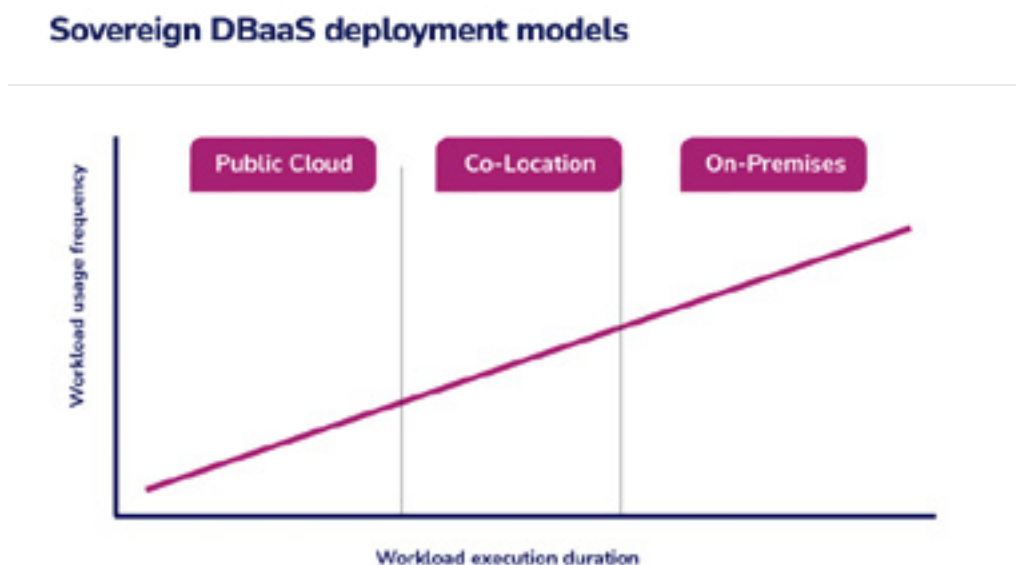 Sovereign DBaaS deployment models
Public Cloud
Co-Location
On-Premises
Workload usage frequency
Workload execution duration